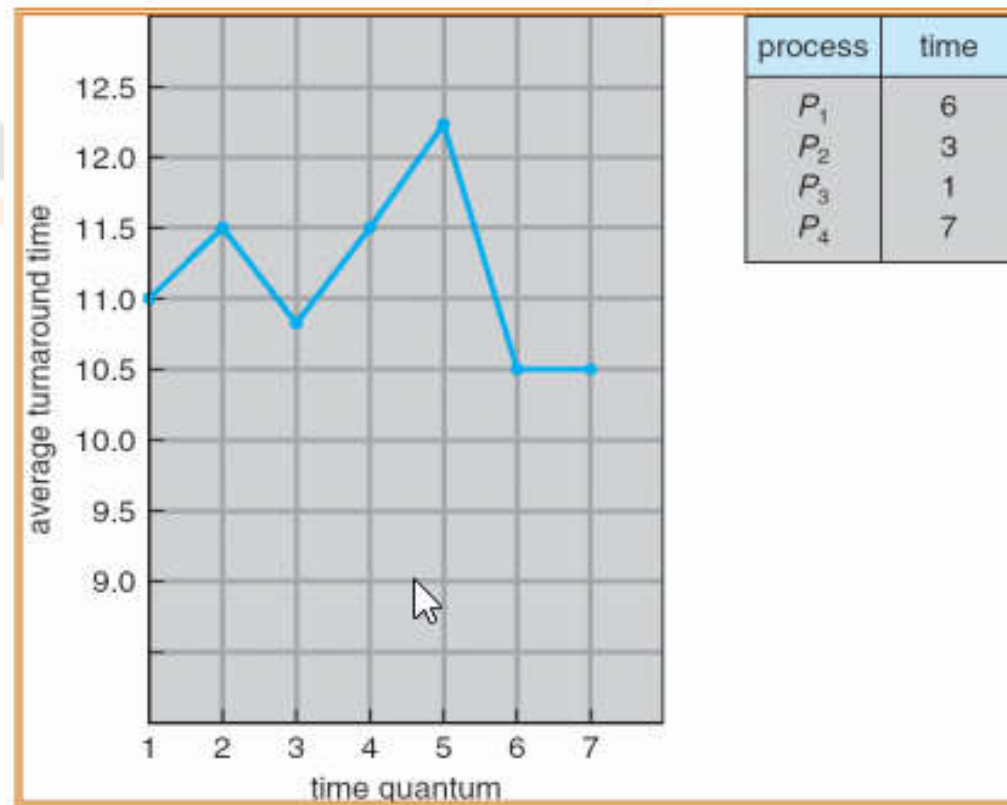 12.5
12.0
11.5
11.0
10.5
10.0
9.5
9.0
average turnaround time
1 2 3 4 5 6 7
time quantum
process time
P₁ 6
P₂ 3
P₃ 1
P₄ 7